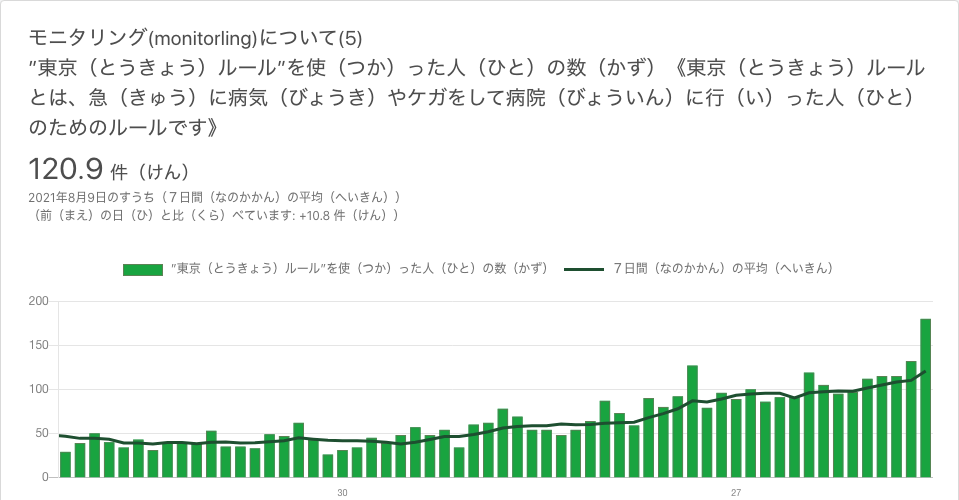 モニタリング(monitorling)について(5)
”東京（とうきょう）ルール”を使（つか）った人（ひと）の数（かず）《東京（とうきょう）ルール
とは、急（きゅう）に病気（びょうき）やケガをして病院（びょういん）に行（い）った人（ひと）
のためのルールです》
120.9 件（けん）
2021年8月9日のすうち（７日間（なのかかん）の平均（へいきん））
（前（まえ）の日（ひ）と比（くら）べています: +10.8 件（けん））
”東京（とうきょう）ルール”を使（つか）った人（ひと）の数（かず） ７日間（なのかかん）の平均（へいきん）
200
150
100
50
0
30 27